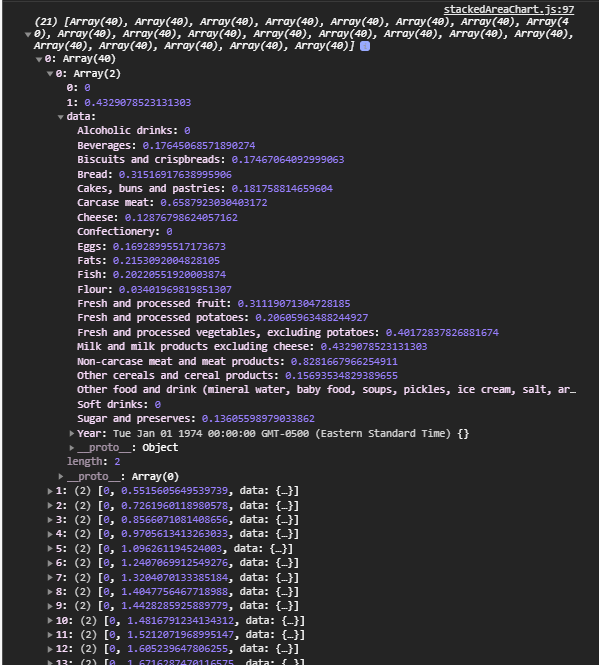 stackedAreaChart.js:97
(21) [Array(40), Array(40), Array(40), Array(40), Array(40), Array(40), Array(40), Array(4
0), Array(40), Array(40), Array(40), Array(40), Array(40), Array(40), Array(40), Array(40),
Array(40), Array(40), Array(40), Array(40), Array(40)]
0: Array(40)
0: Array(2)
0: 0
1: 0.4329078523131303
data:
Alcoholic drinks: 0
Beverages: 0.17645068571890274
Biscuits and crispbreads: 0.17467064092999063
Bread: 0.31516917638995906
Cakes, buns and pastries: 0.181758814659604
Carcase meat: 0.6587923030403172
Cheese: 0.12876798624057162
Confectionery: 0
Eggs: 0.16928995517173673
Fats: 0.2153092004828105
Fish: 0.20220551920003874
Flour: 0.03401969819851307
Fresh and processed fruit: 0.31119071304728185
Fresh and processed potatoes: 0.20605963488244927
Fresh and processed vegetables, excluding potatoes: 0.40172837826881674
Milk and milk products excluding cheese: 0.4329078523131303
Non-carcase meat and meat products: 0.8281667966254911
Other cereals and cereal products: 0.15693534829389655
Other food and drink (mineral water, baby food, soups, pickles, ice cream, salt, ar…
Soft drinks: 0
Sugar and preserves: 0.13605598979033862
Year: Tue Jan 01 1974 00:00:00 GMT-0500 (Eastern Standard Time) {}
__proto__: Object
length: 2
__proto__: Array(0)
1: (2) [0, 0.5515605649539739, data: {…}]
2: (2) [0, 0.7261960118980578, data: {…}]
3: (2) [0, 0.8566071081408656, data: {…}]
4: (2) [0, 0.9705613413263033, data: {…}]
5: (2) [0, 1.096261194524003, data: {…}]
6: (2) [0, 1.2407069912549276, data: {…}]
7: (2) [0, 1.3204070133385184, data: {…}]
8: (2) [0, 1.4047756467718988, data: {…}]
9: (2) [0, 1.4428285925889779, data: {…}]
10: (2) [0, 1.4816791234134312, data: {…}]
11: (2) [0, 1.5212071968995147, data: {…}]
12: (2) [0, 1.605239647806255, data: {…}]
13: (2) [0, 1.6716287470116575, data: {…}]